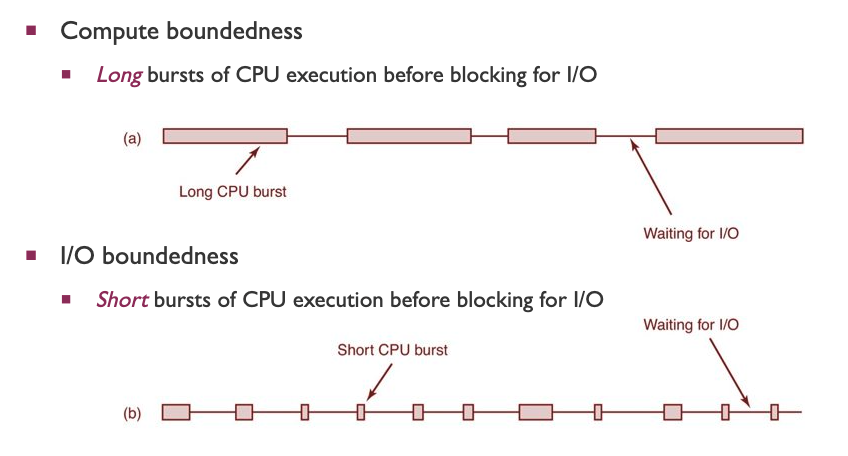 Compute boundedness
Long bursts of CPU execution before blocking for I/O
(a)
Long CPU burst
Waiting for I/O
I/O boundedness
Short bursts of CPU execution before blocking for I/O
Waiting for I/O
Short CPU burst
(b)